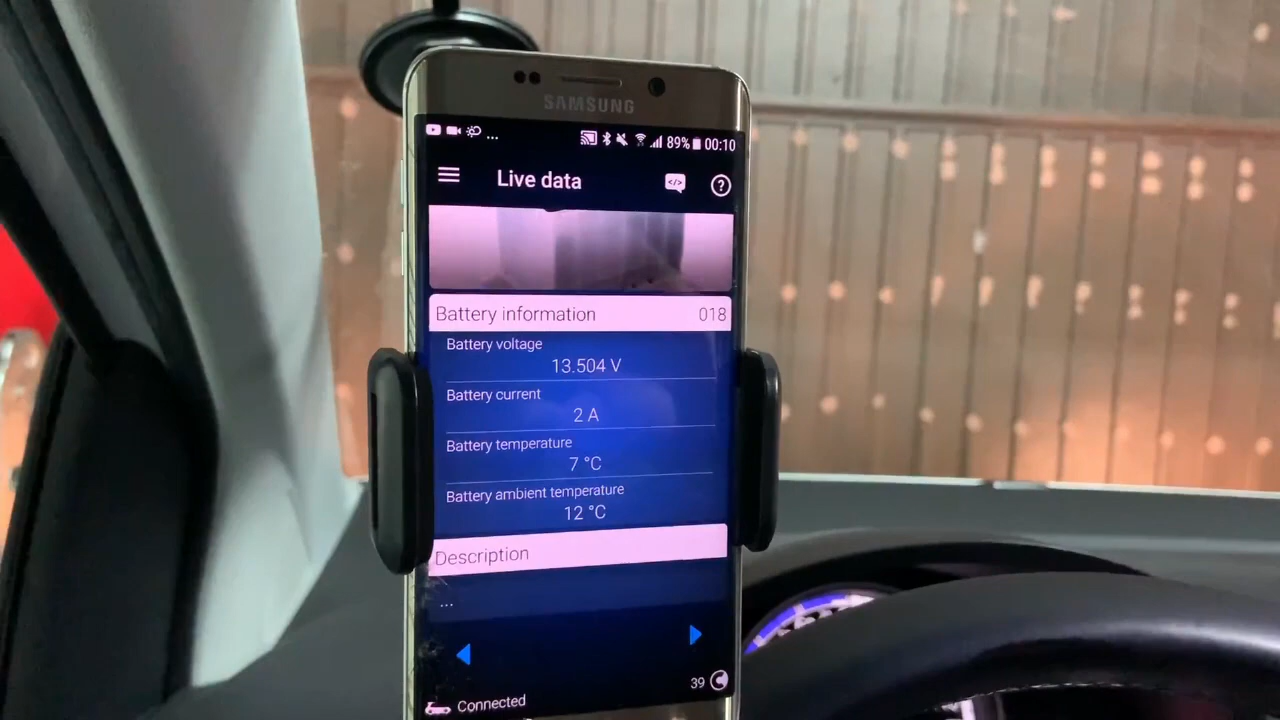 SAMSUNG
... 89% 00:10
Live data
Battery information 018
Battery voltage
13.504 V
Battery current
2 A
Battery temperature
7 °C
Battery ambient temperature
12 °C
Description
...
39
Connected